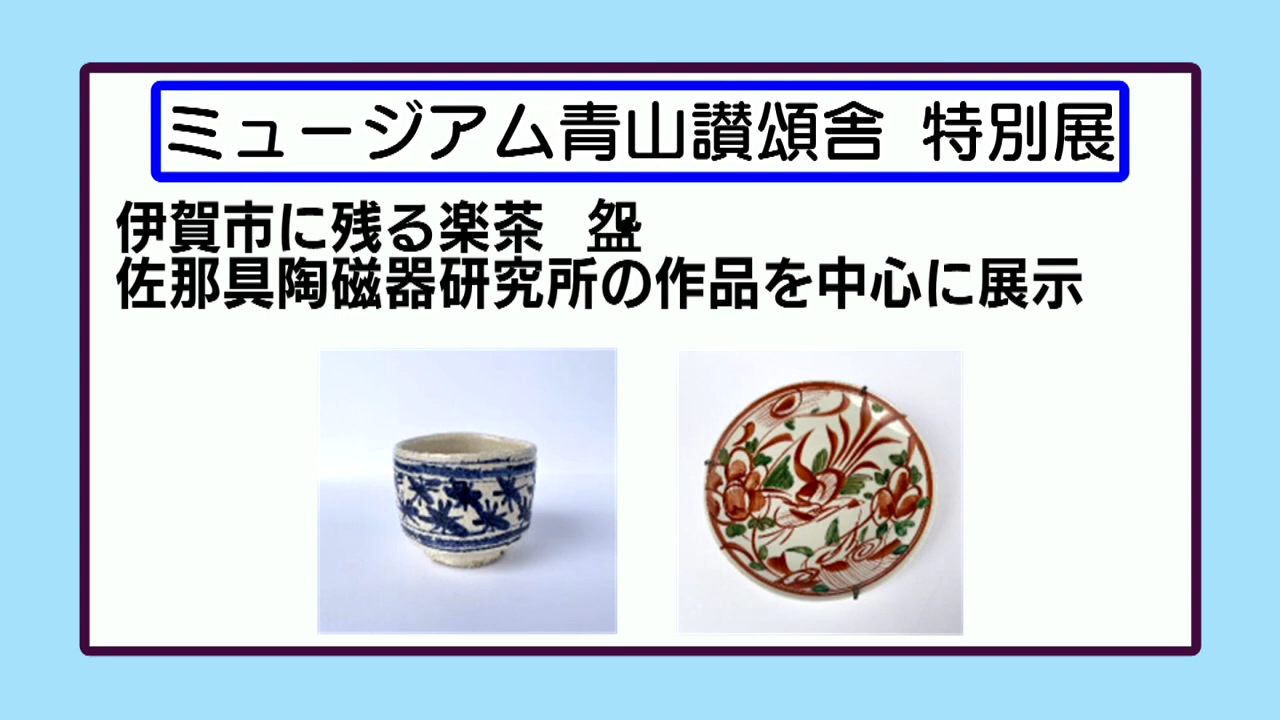 ミュージアム青山讃頌舎 特別展
伊賀市に残る楽茶 盌
佐那具陶磁器研究所の作品を中心に展示